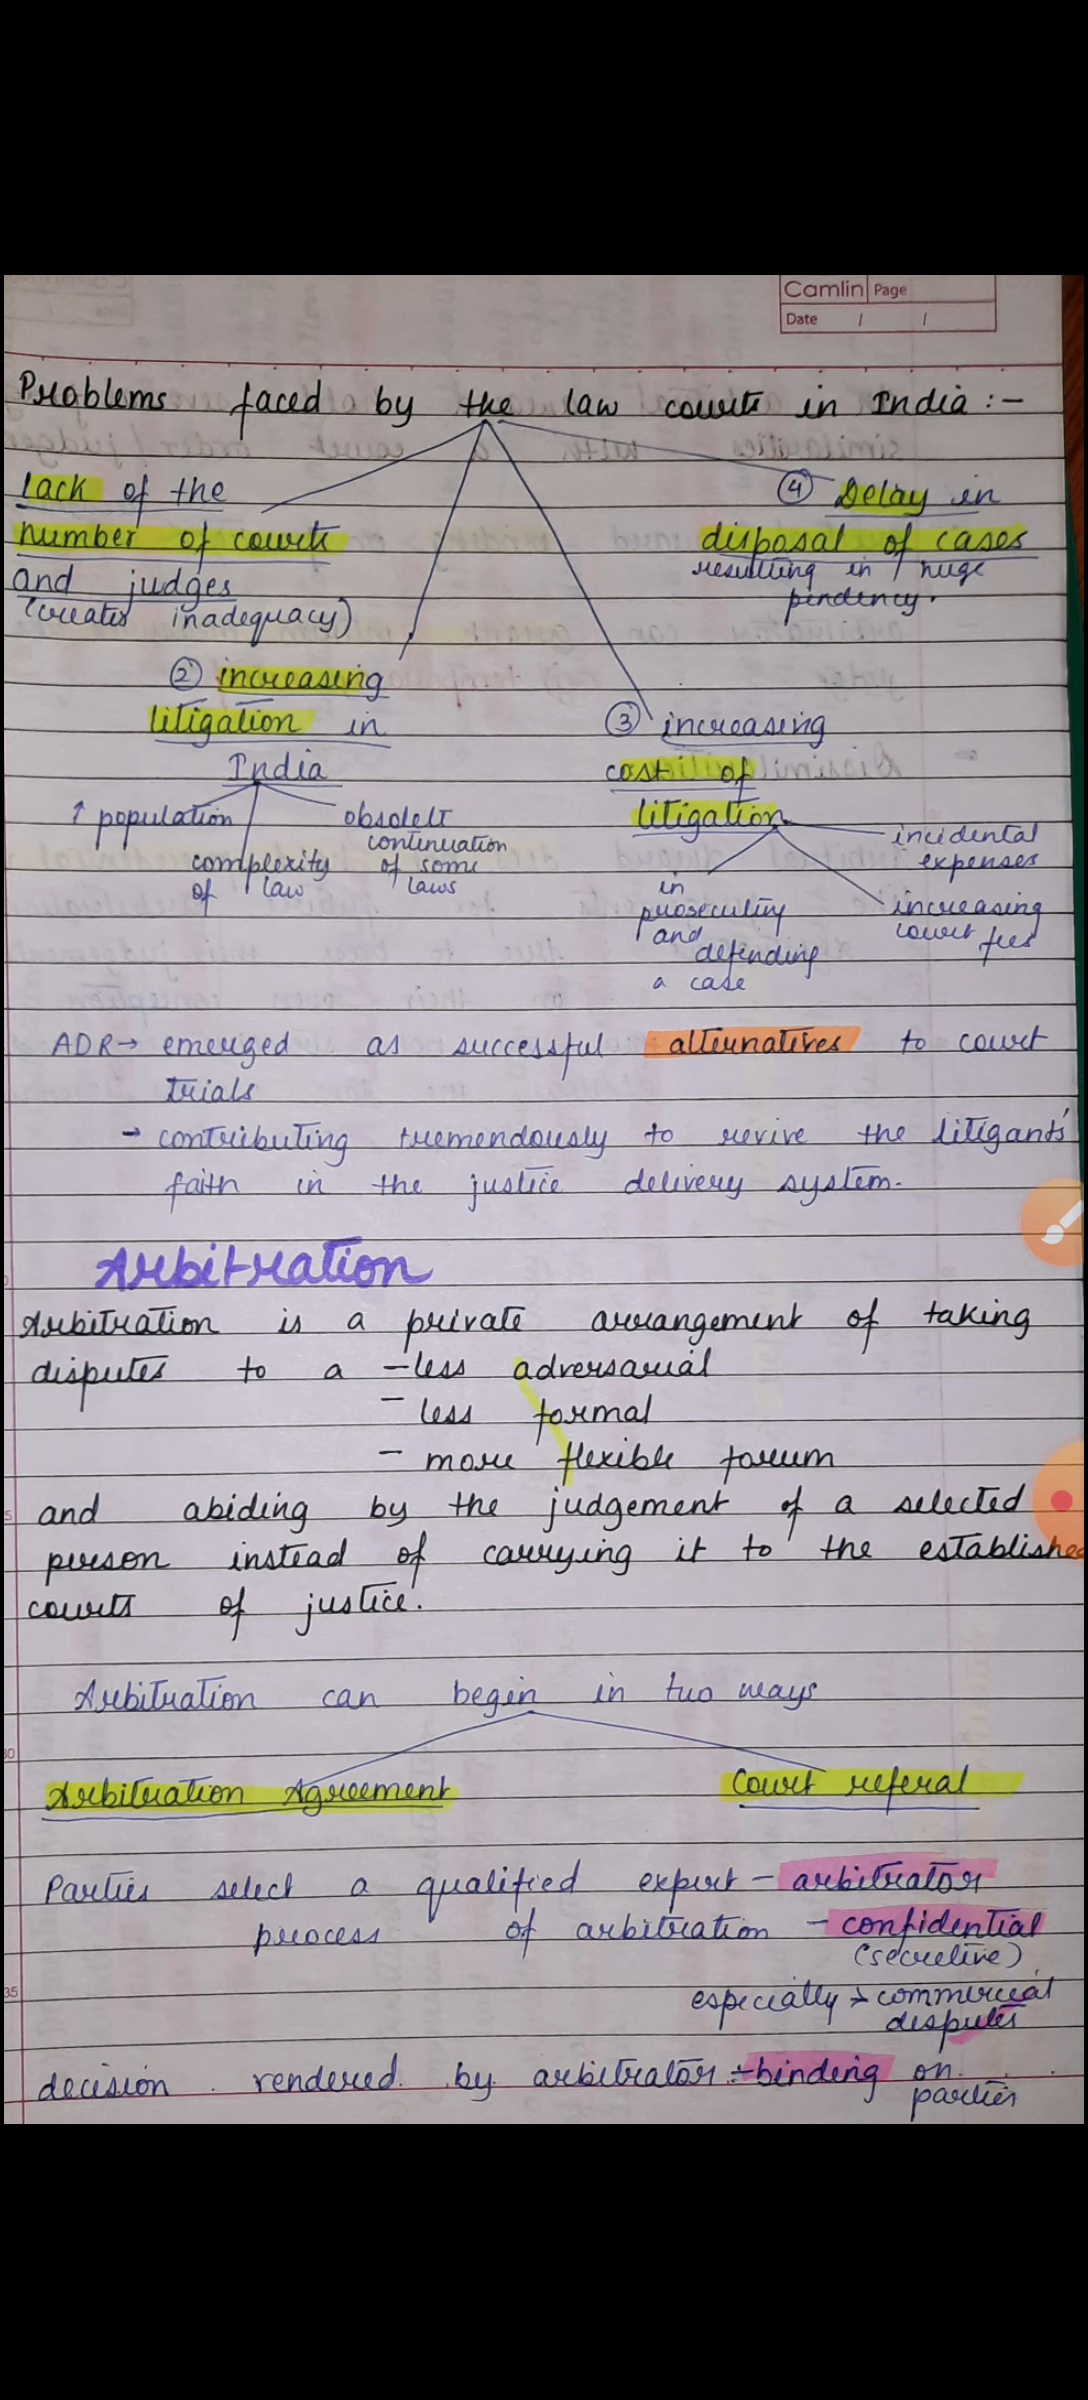 Camlin Page
Date / /
Problems faced by the law courts in India :-
Lack of the
number of courts
and judges
(creates inadequacy)
④ Delay in
disposal of cases
resulting in huge
pendency.
② increasing
litigation in
India
↑ population
complexity
of law
obsolete
continuation
of some
laws
③ increasing
cost of
litigation
in
prosecuting
and
defending
a case
incidental
expenses
increasing
court fees
ADR → emerged as successful alternatives to court
trials
→ contributing tremendously to revive the litigants'
faith in the justice delivery system.
Arbitration
Arbitration is a private arrangement of taking
disputes to a - less adversarial
- less formal
- more flexible forum
and abiding by the judgement of a selected
person instead of carrying it to the established
courts of justice.
Arbitration can begin in two ways
Arbitration Agreement
Court referal
Parties select a qualified expert - arbitrator
process of arbitration - confidential
(secretive)
especially → commercial
disputes
decision rendered by arbitrator :- binding on
parties